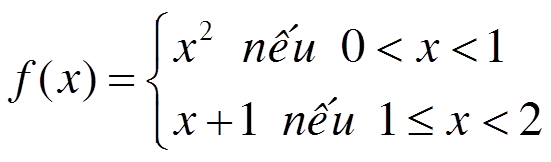 f(x) = { x² nếu 0 < x < 1
x + 1 nếu 1 ≤ x < 2